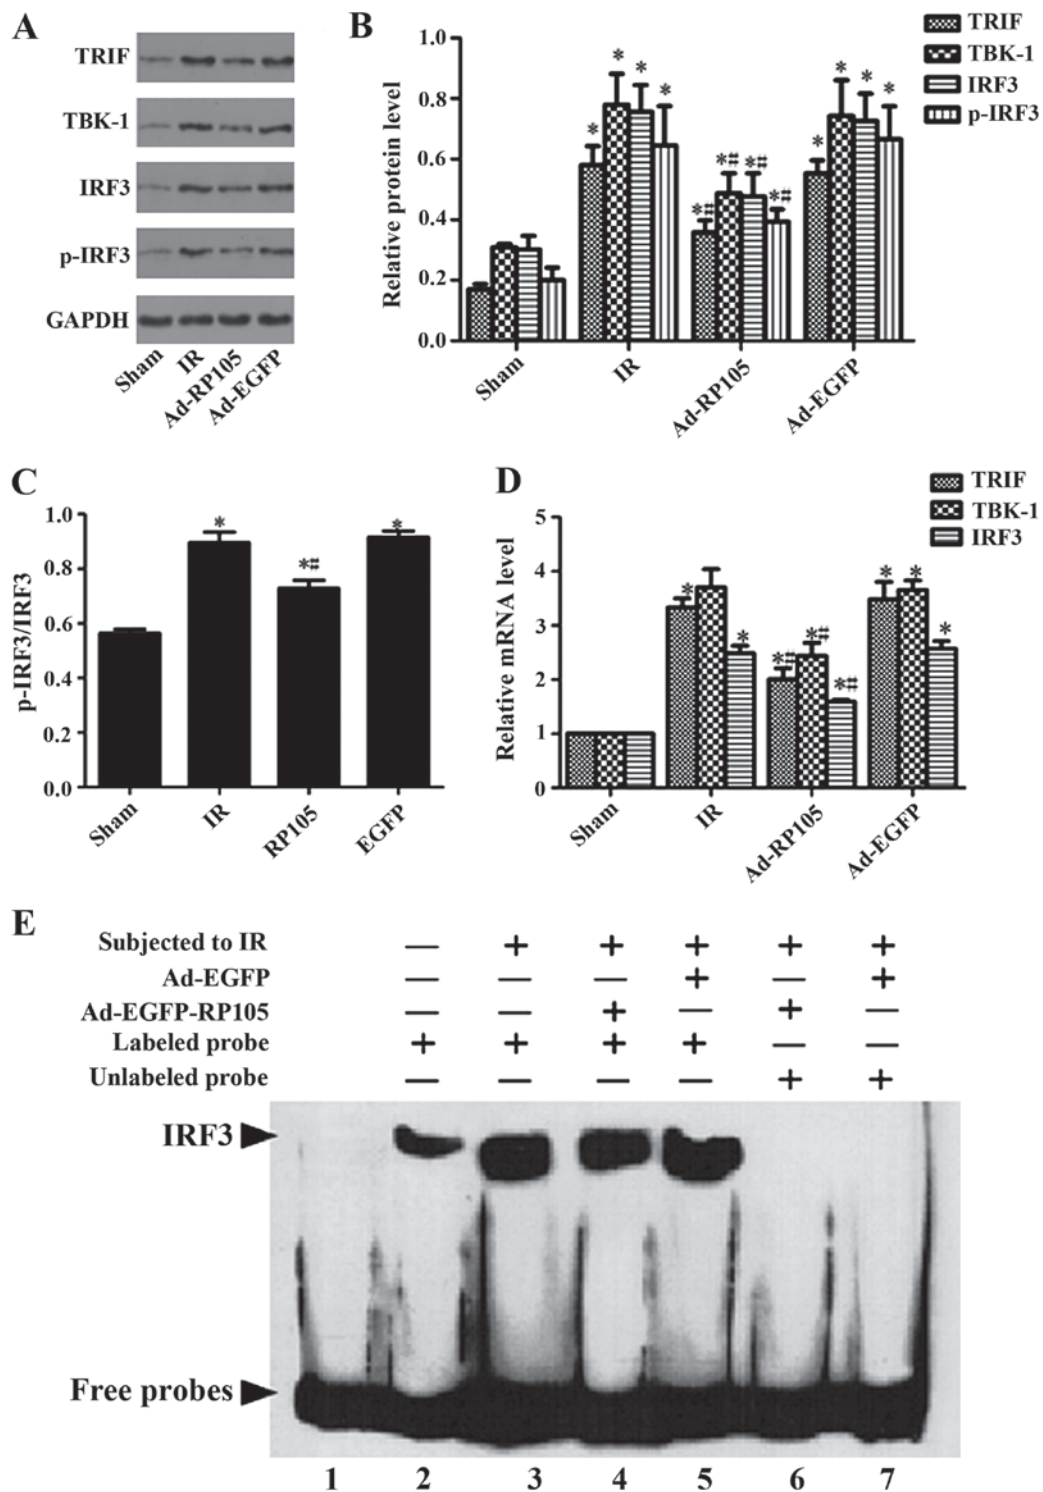 A
TRIF
TBK-1
IRF3
p-IRF3
GAPDH
Sham
IR
Ad-RP105
Ad-EGFP
B
Relative protein level
1.0
0.8
0.6
0.4
0.2
0.0
* * * *
*# *# *# *#
* * * *
Sham
IR
Ad-RP105
Ad-EGFP
TRIF
TBK-1
IRF3
p-IRF3
C
p-IRF3/IRF3
1.0
0.8
0.6
0.4
0.2
0.0
*
*#
*
Sham
IR
RP105
EGFP
D
Relative mRNA level
5
4
3
2
1
0
* *
*# *# *#
* * *
Sham
IR
Ad-RP105
Ad-EGFP
TRIF
TBK-1
IRF3
E
Subjected to IR — + + + + +
Ad-EGFP — — — + — +
Ad-EGFP-RP105 — — + — + —
Labeled probe + + + + — —
Unlabeled probe — — — — + +
IRF3
Free probes
1 2 3 4 5 6 7